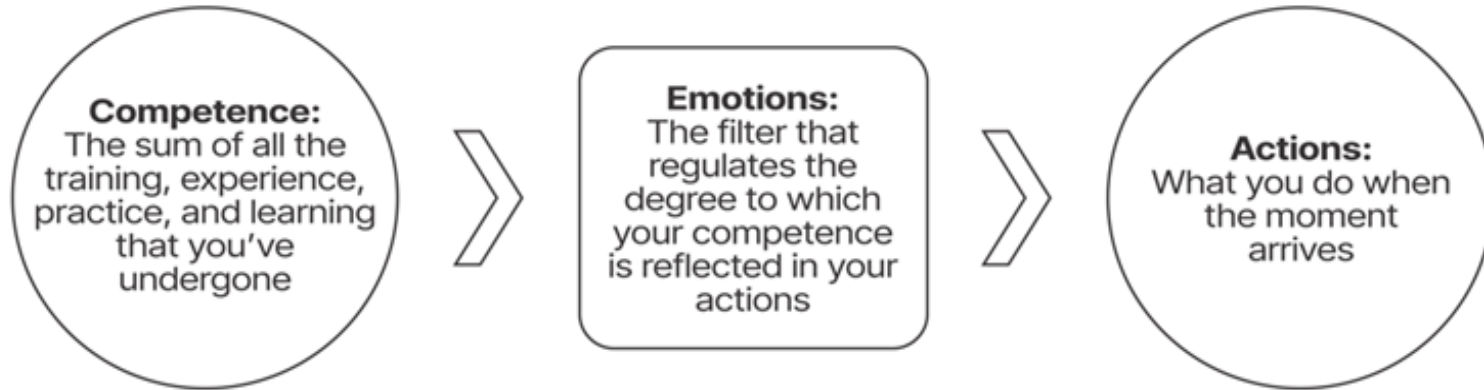 Competence:
The sum of all the
training, experience,
practice, and learning
that you’ve
undergone
Emotions:
The filter that
regulates the
degree to which
your competence
is reflected in your
actions
Actions:
What you do when
the moment
arrives